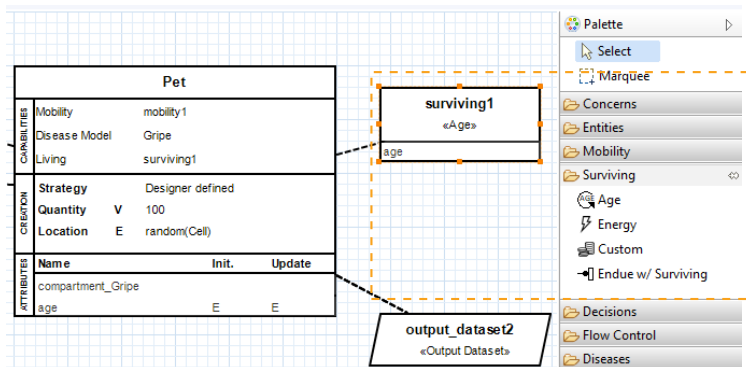 Pet
CAPABILITIES
Mobility mobility1
Disease Model Gripe
Living surviving1
CREATION
Strategy Designer defined
Quantity V 100
Location E random(Cell)
ATTRIBUTES
Name Init. Update
compartment_Gripe
age E E
surviving1
«Age»
age
output_dataset2
«Output Dataset»
Palette
Select
Marquee
Concerns
Entities
Mobility
Surviving
AGE Age
Energy
Custom
Endue w/ Surviving
Decisions
Flow Control
Diseases